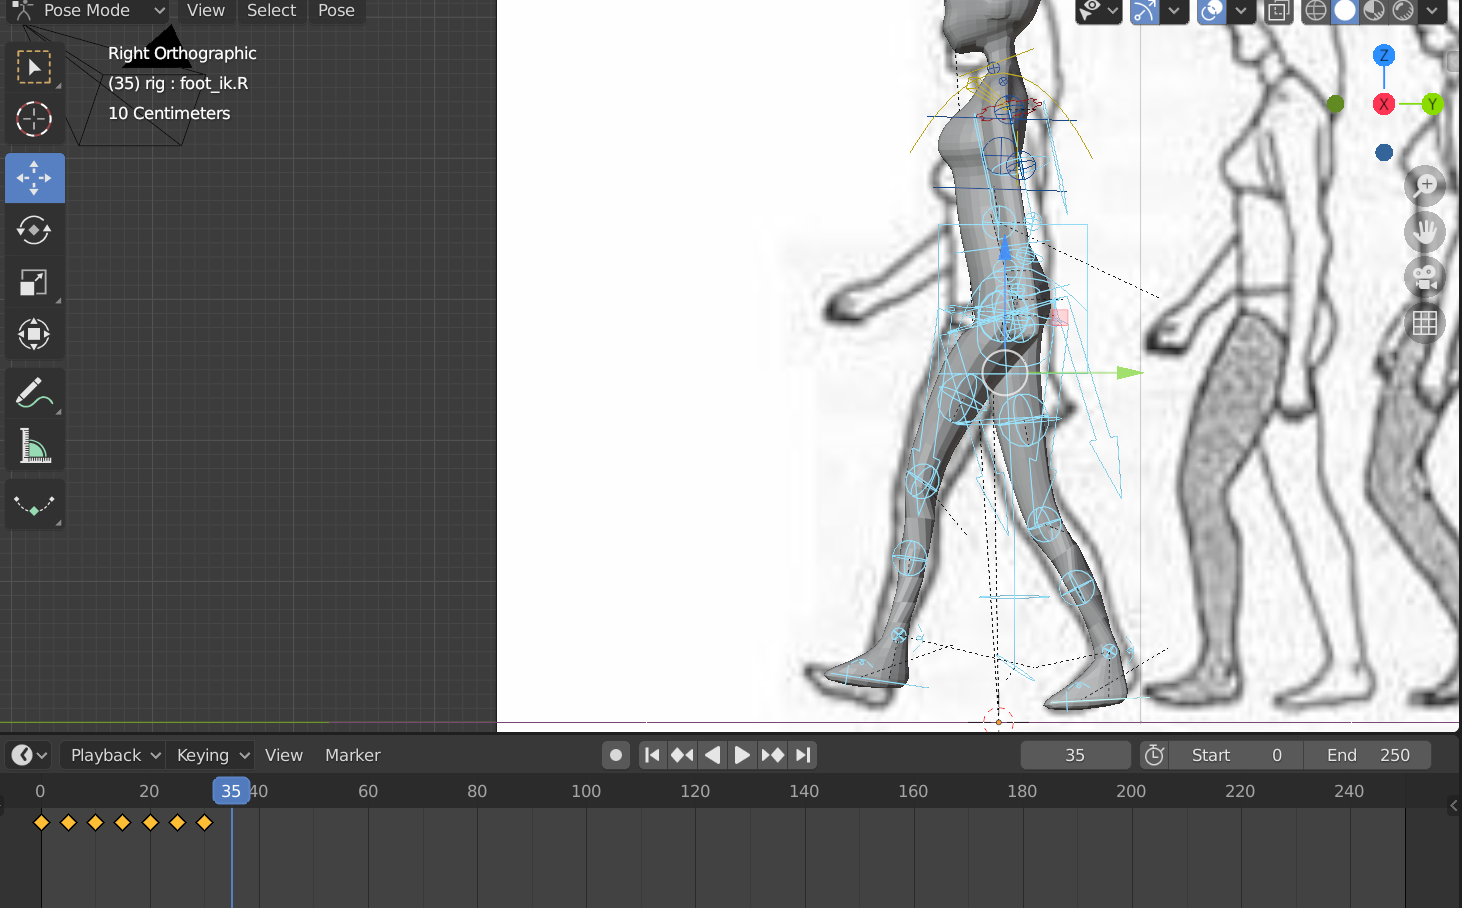 Pose Mode View Select Pose
Right Orthographic
(35) rig : foot_ik.R
10 Centimeters
Z
X Y
Playback Keying View Marker 35 Start 0 End 250
0 20 35 40 60 80 100 120 140 160 180 200 220 240